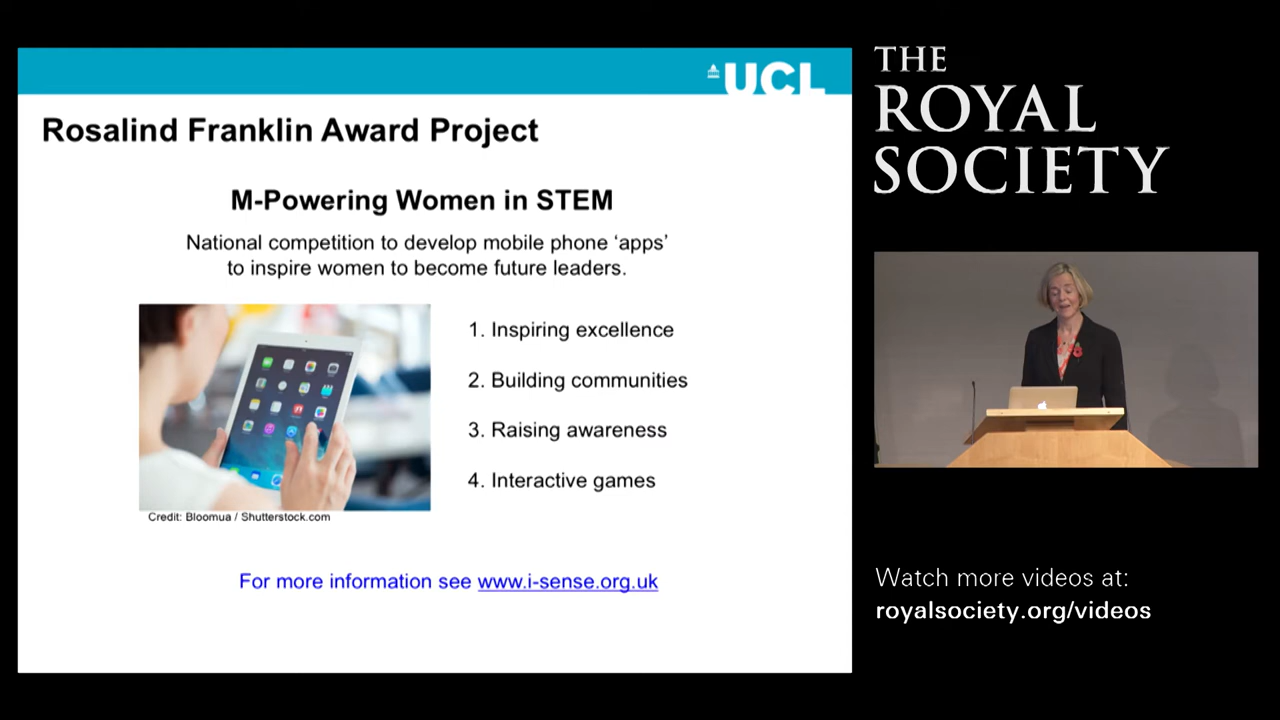 UCL
Rosalind Franklin Award Project
M-Powering Women in STEM
National competition to develop mobile phone ‘apps’
to inspire women to become future leaders.
1. Inspiring excellence
2. Building communities
3. Raising awareness
4. Interactive games
Credit: Bloomua / Shutterstock.com
For more information see www.i-sense.org.uk
THE
ROYAL
SOCIETY
Watch more videos at:
royalsociety.org/videos